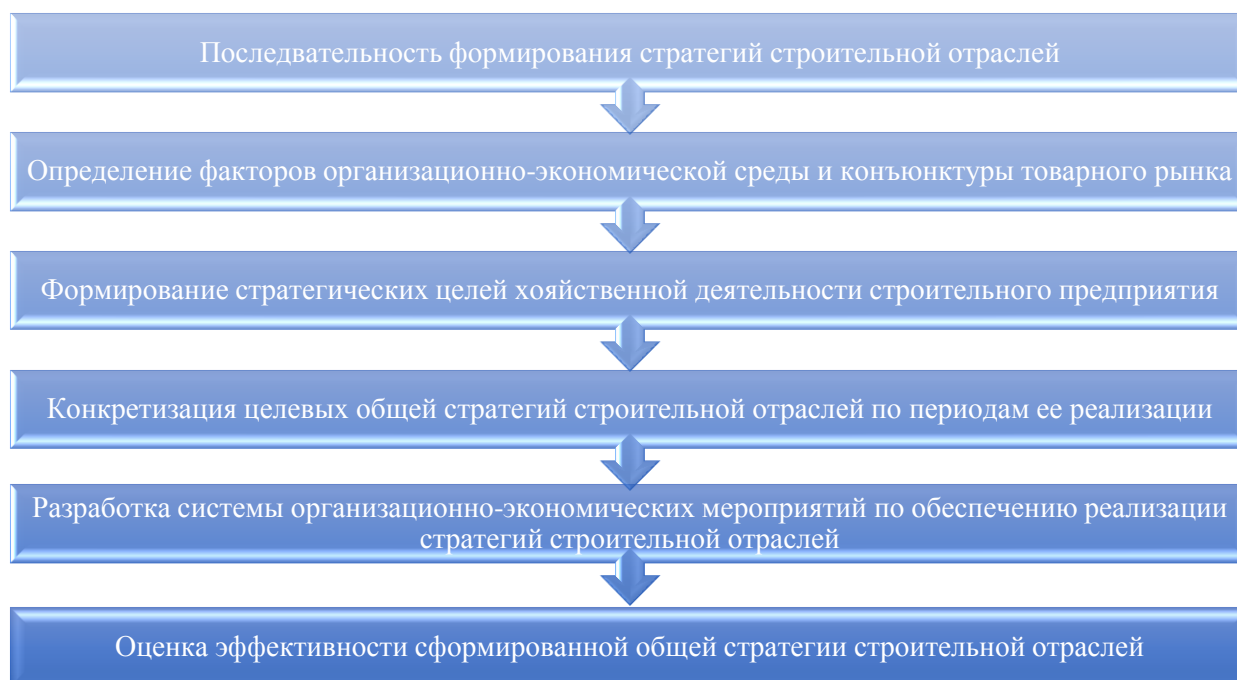 Последвательность формирования стратегий строительной отраслей
Определение факторов организационно-экономической среды и конъюнктуры товарного рынка
Формирование стратегических целей хояйственной деятельности строительного предприятия
Конкретизация целевых общей стратегий строительной отраслей по периодам ее реализации
Разработка системы организационно-экономических мероприятий по обеспечению реализации
стратегий строительной отраслей
Оценка эффективности сформированной общей стратегии строительной отраслей